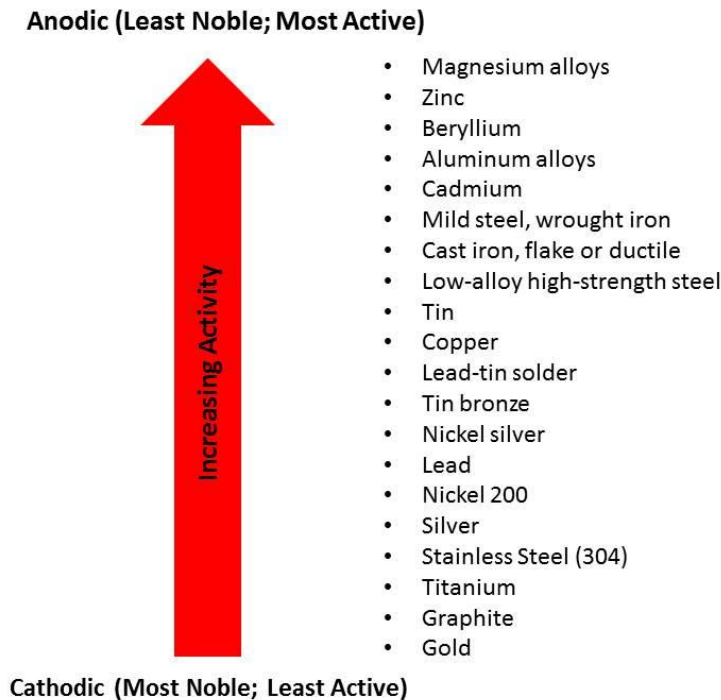 Anodic (Least Noble; Most Active)
• Magnesium alloys
• Zinc
• Beryllium
• Aluminum alloys
• Cadmium
• Mild steel, wrought iron
• Cast iron, flake or ductile
• Low-alloy high-strength steel
• Tin
• Copper
• Lead-tin solder
• Tin bronze
• Nickel silver
• Lead
• Nickel 200
• Silver
• Stainless Steel (304)
• Titanium
• Graphite
• Gold
Increasing Activity
Cathodic (Most Noble; Least Active)